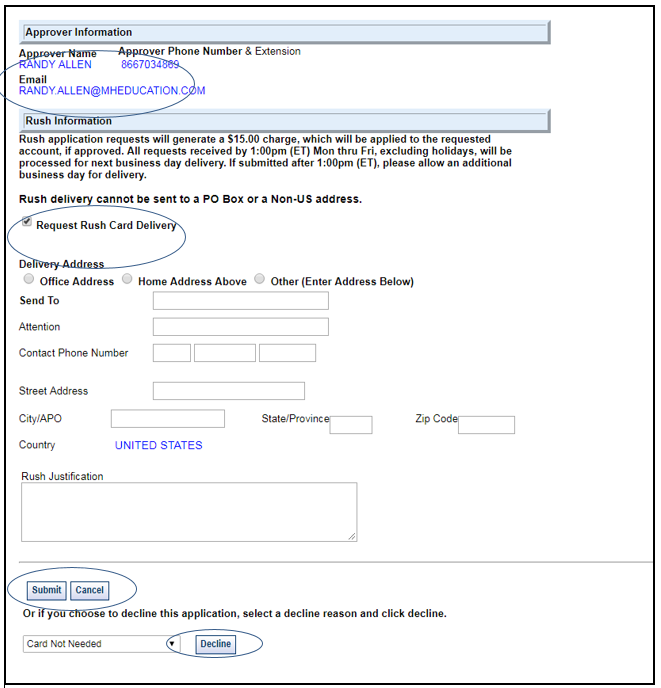 Approver Information
Approver Name Approver Phone Number & Extension
RANDY ALLEN 8667034869
Email
RANDY.ALLEN@MHEDUCATION.COM
Rush Information
Rush application requests will generate a $15.00 charge, which will be applied to the requested
account, if approved. All requests received by 1:00pm (ET) Mon thru Fri, excluding holidays, will be
processed for next business day delivery. If submitted after 1:00pm (ET), please allow an additional
business day for delivery.
Rush delivery cannot be sent to a PO Box or a Non-US address.
Request Rush Card Delivery
Delivery Address
Office Address Home Address Above Other (Enter Address Below)
Send To
Attention
Contact Phone Number
Street Address
City/APO State/Province Zip Code
Country UNITED STATES
Rush Justification
Submit Cancel
Or if you choose to decline this application, select a decline reason and click decline.
Card Not Needed Decline